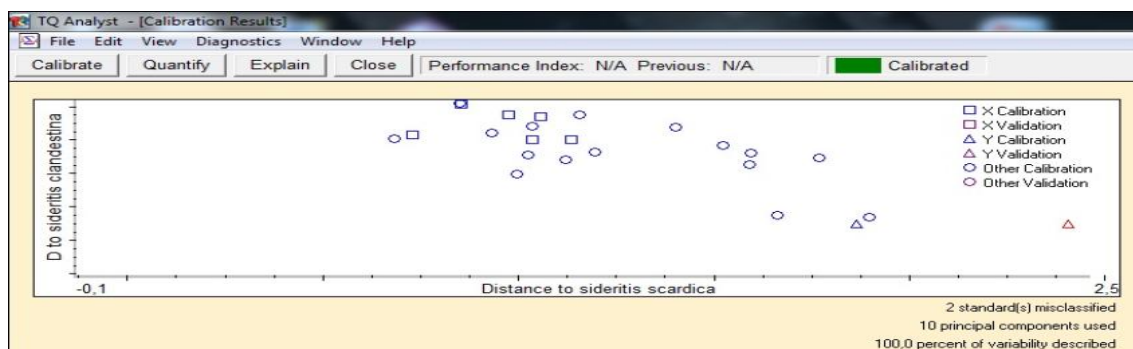 TQ Analyst - [Calibration Results]
File Edit View Diagnostics Window Help
Calibrate Quantify Explain Close Performance Index: N/A Previous: N/A Calibrated
D to sideritis clandestina
X Calibration
X Validation
Y Calibration
Y Validation
Other Calibration
Other Validation
-0,1 Distance to sideritis scardica 2,5
2 standard(s) misclassified
10 principal components used
100,0 percent of variability described